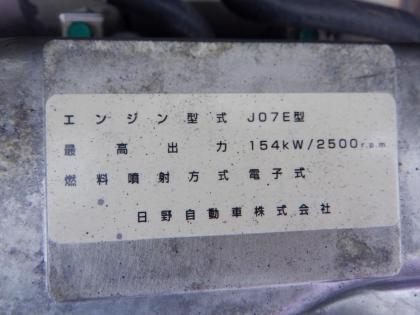 エンジン型式 J07E型
最高出力 154kW/2500r.p.m
燃料噴射方式 電子式
日野自動車株式会社